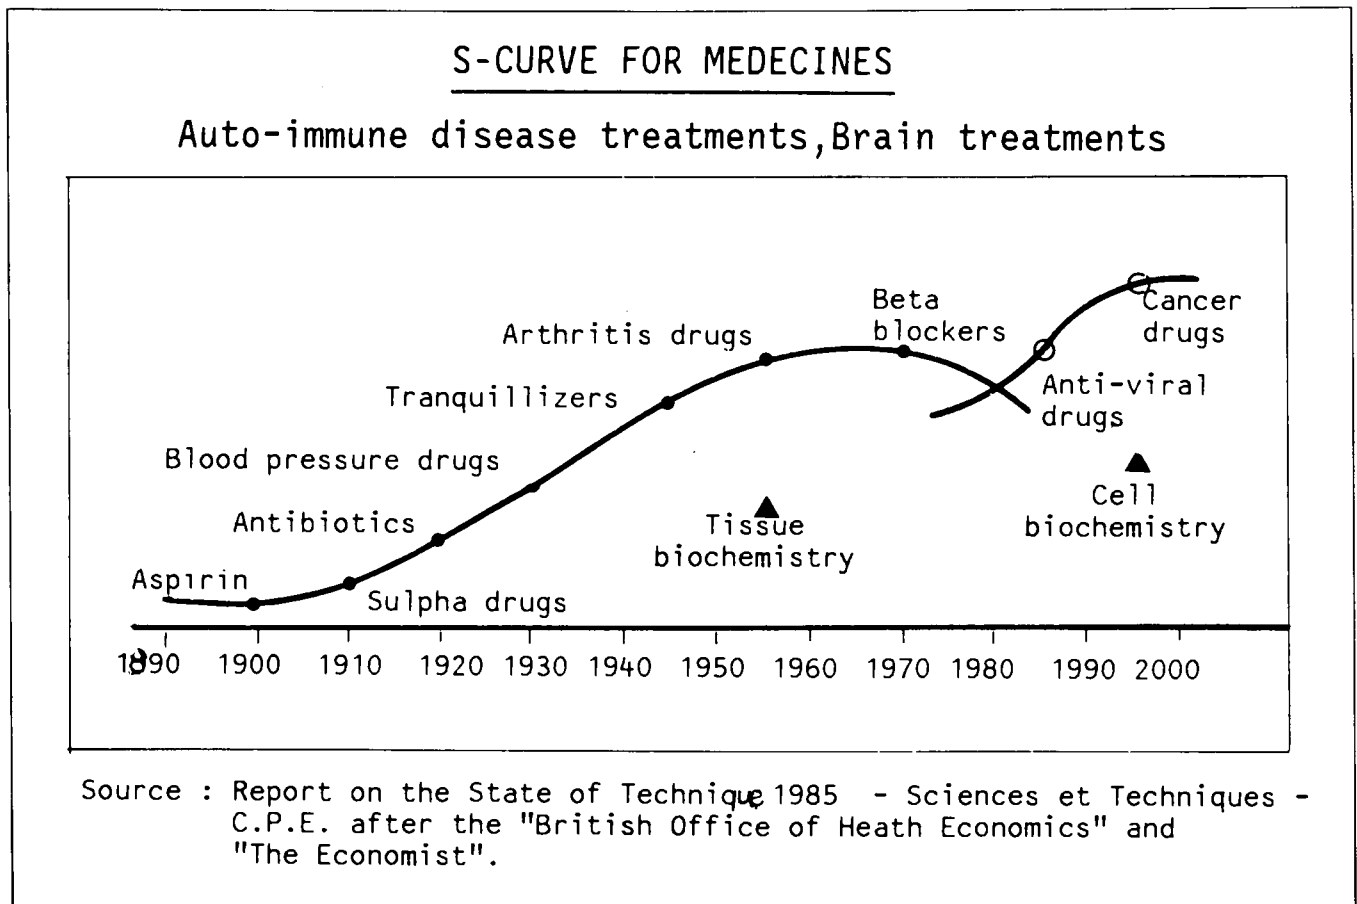 S-CURVE FOR MEDECINES
Auto-immune disease treatments,Brain treatments
Beta
blockers
Cancer
drugs
Arthritis drugs
Anti-viral
drugs
Tranquillizers
Blood pressure drugs
Cell
biochemistry
Antibiotics
Tissue
biochemistry
Aspirin
Sulpha drugs
1890 1900 1910 1920 1930 1940 1950 1960 1970 1980 1990 2000
Source : Report on the State of Technique 1985 - Sciences et Techniques -
C.P.E. after the "British Office of Heath Economics" and
"The Economist".